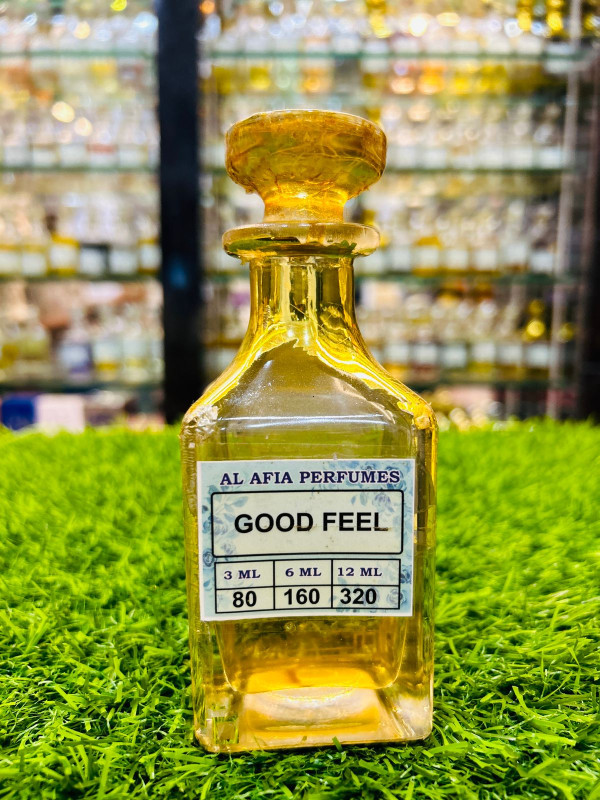 AL AFIA PERFUMES
GOOD FEEL
3 ML 6 ML 12 ML
80 160 320